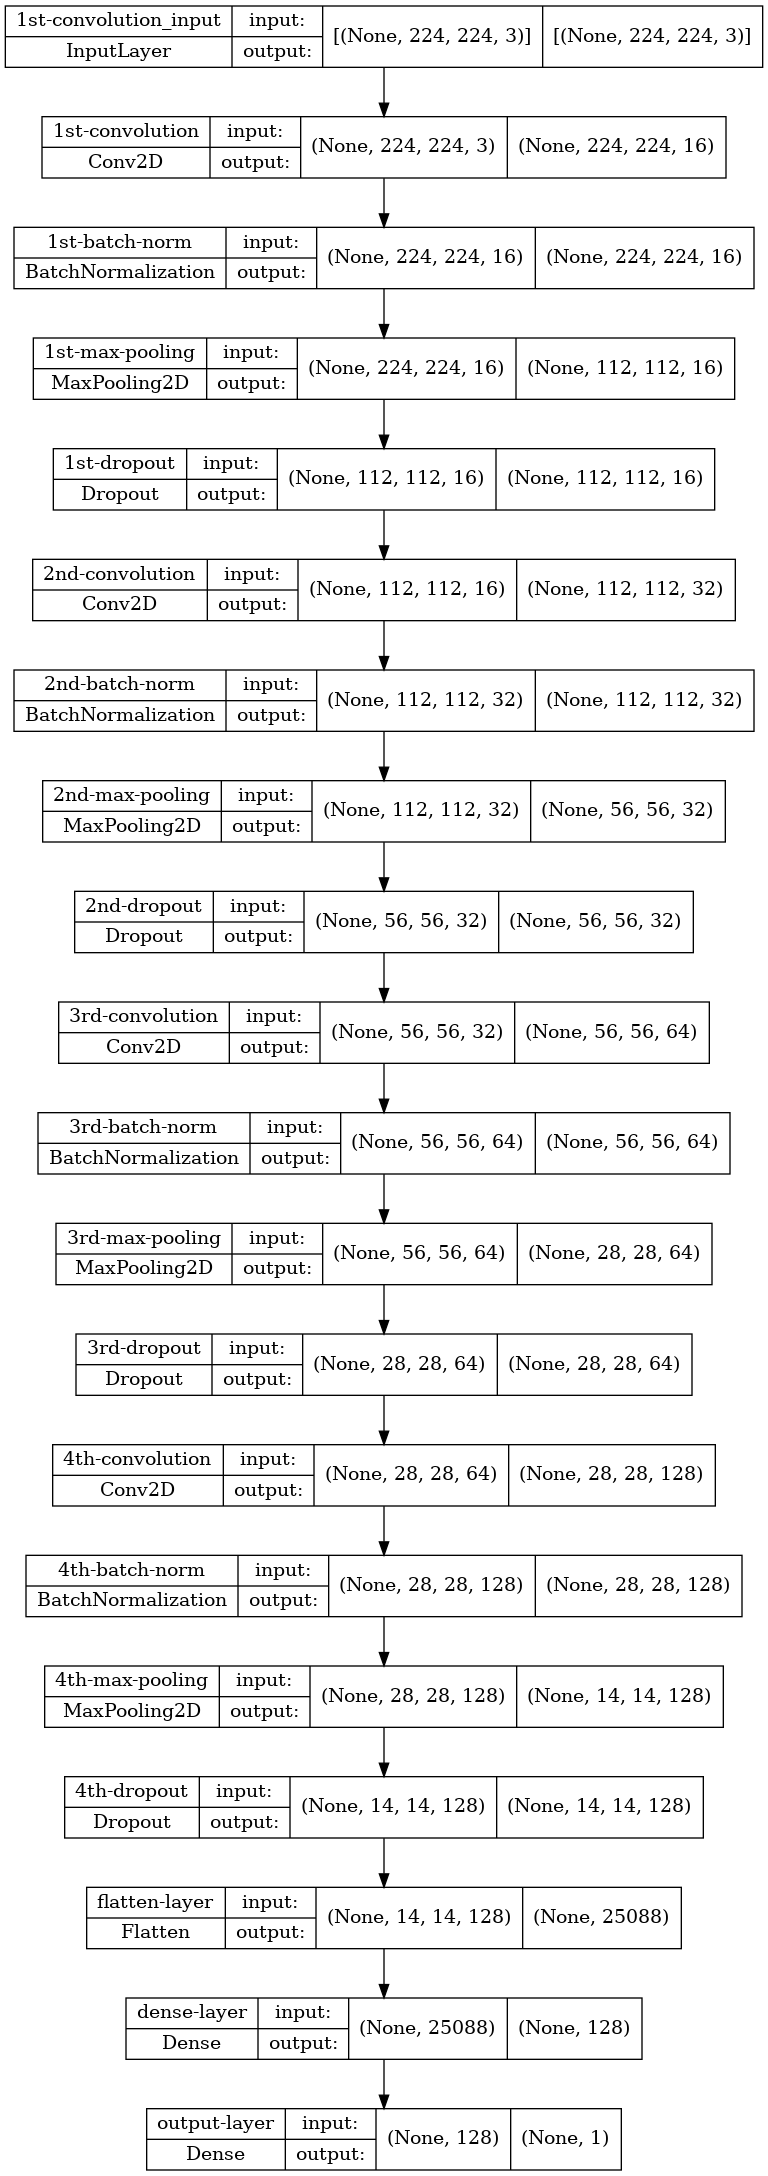 1st-convolution_input input: [(None, 224, 224, 3)] [(None, 224, 224, 3)]
InputLayer output:
1st-convolution input: (None, 224, 224, 3) (None, 224, 224, 16)
Conv2D output:
1st-batch-norm input: (None, 224, 224, 16) (None, 224, 224, 16)
BatchNormalization output:
1st-max-pooling input: (None, 224, 224, 16) (None, 112, 112, 16)
MaxPooling2D output:
1st-dropout input: (None, 112, 112, 16) (None, 112, 112, 16)
Dropout output:
2nd-convolution input: (None, 112, 112, 16) (None, 112, 112, 32)
Conv2D output:
2nd-batch-norm input: (None, 112, 112, 32) (None, 112, 112, 32)
BatchNormalization output:
2nd-max-pooling input: (None, 112, 112, 32) (None, 56, 56, 32)
MaxPooling2D output:
2nd-dropout input: (None, 56, 56, 32) (None, 56, 56, 32)
Dropout output:
3rd-convolution input: (None, 56, 56, 32) (None, 56, 56, 64)
Conv2D output:
3rd-batch-norm input: (None, 56, 56, 64) (None, 56, 56, 64)
BatchNormalization output:
3rd-max-pooling input: (None, 56, 56, 64) (None, 28, 28, 64)
MaxPooling2D output:
3rd-dropout input: (None, 28, 28, 64) (None, 28, 28, 64)
Dropout output:
4th-convolution input: (None, 28, 28, 64) (None, 28, 28, 128)
Conv2D output:
4th-batch-norm input: (None, 28, 28, 128) (None, 28, 28, 128)
BatchNormalization output:
4th-max-pooling input: (None, 28, 28, 128) (None, 14, 14, 128)
MaxPooling2D output:
4th-dropout input: (None, 14, 14, 128) (None, 14, 14, 128)
Dropout output:
flatten-layer input: (None, 14, 14, 128) (None, 25088)
Flatten output:
dense-layer input: (None, 25088) (None, 128)
Dense output:
output-layer input: (None, 128) (None, 1)
Dense output: